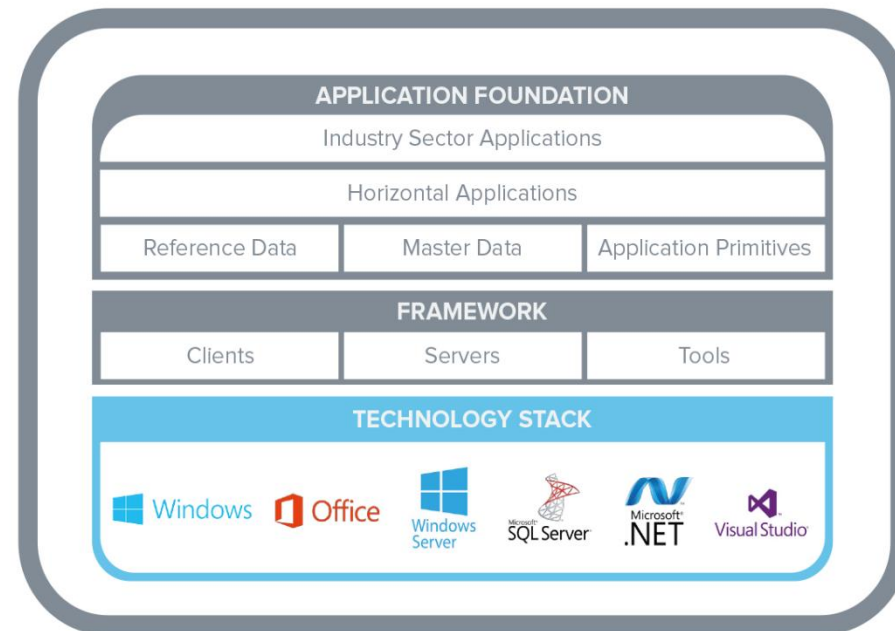 APPLICATION FOUNDATION
Industry Sector Applications
Horizontal Applications
Reference Data
Master Data
Application Primitives
FRAMEWORK
Clients
Servers
Tools
TECHNOLOGY STACK
Windows
Office
Windows
Server
Microsoft
SQL Server
Microsoft
.NET
Visual Studio